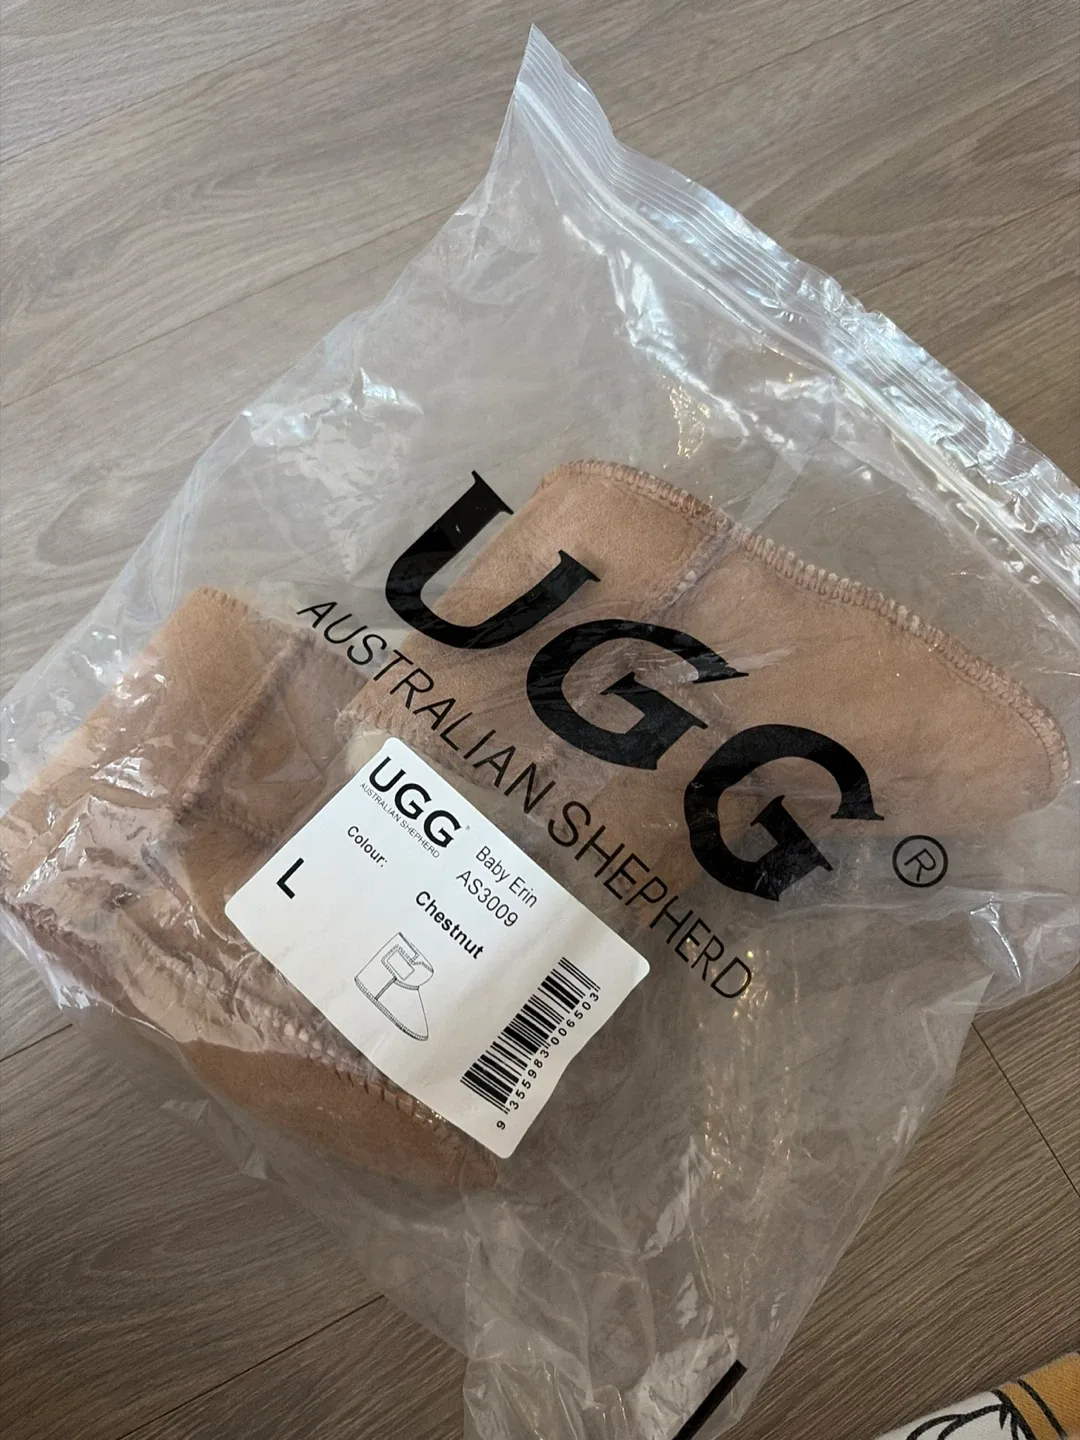 UGG®
AUSTRALIAN SHEPHERD
UGG®
AUSTRALIAN SHEPHERD
Baby Erin
AS3009
Colour:
Chestnut
L
9 355983 006503